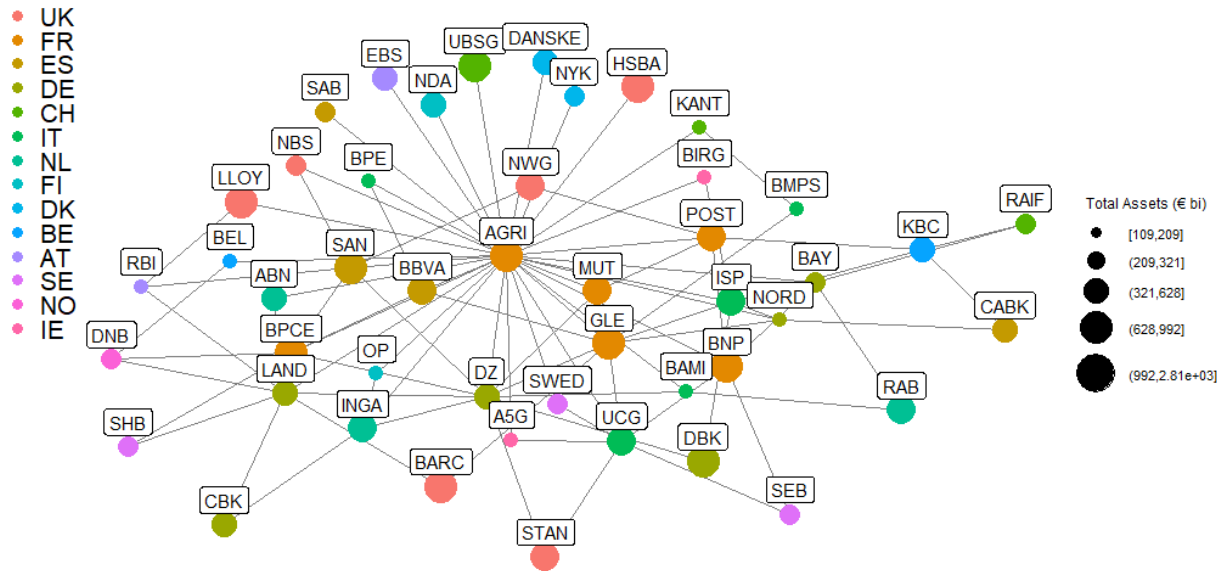 UK
FR
ES
DE
CH
IT
NL
FI
DK
BE
AT
SE
NO
IE
UBSG
DANSKE
EBS
HSBA
NDA
NYK
SAB
KANT
NBS
BPE
NWG
BIRG
LLOY
BMPS
RAIF
POST
KBC
BEL
AGRI
SAN
RBI
BBVA
MUT
BAY
ABN
ISP
NORD
CABK
GLE
DNB
BPCE
OP
BNP
LAND
DZ
SWED
BAMI
RAB
INGA
A5G
UCG
SHB
DBK
BARC
SEB
CBK
STAN
Total Assets (€ bi)
[109,209]
(209,321]
(321,628]
(628,992]
(992,2.81e+03]